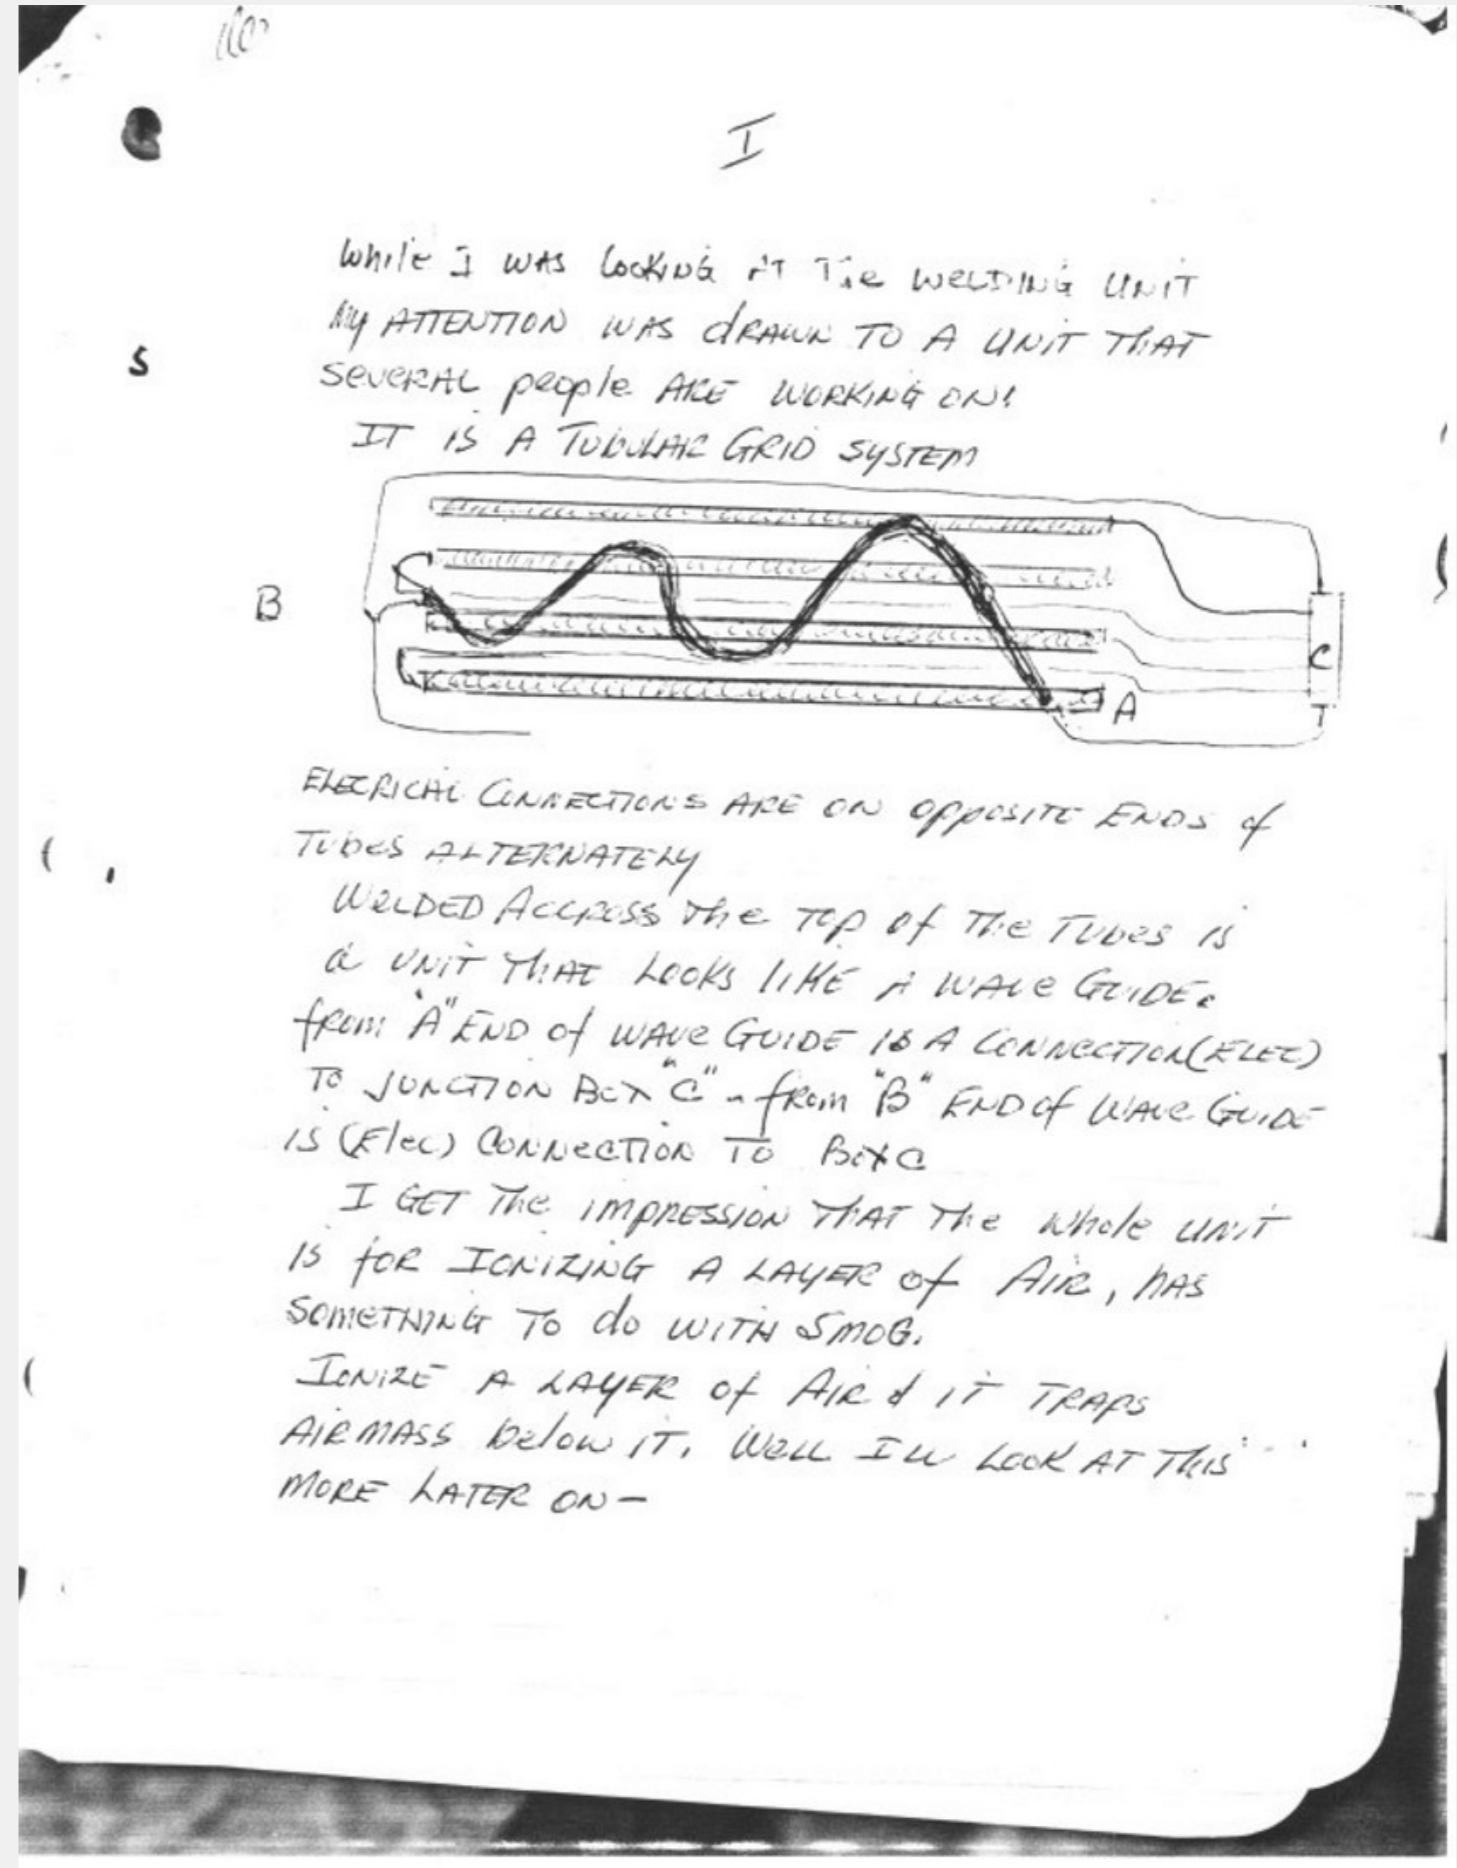 I
While I WAS LOOKING AT The WELDING UNIT
My ATTENTION WAS dRAWN TO A UNIT THAT
SEVERAL people ARE WORKING ON!
IT IS A TUBULAR GRID SYSTEM
B
C
A
ELECRICAL CONNECTIONS ARE ON OPPOSITE ENDS of
TUBES ALTERNATELY
WELDED ACCROSS The TOP of The TUBES IS
a UNIT THAT LOOKS LIKE A WAVE GUIDE.
from "A" END of WAVE GUIDE IS A CONNECTION (ELEC)
TO JUNCTION BOX "C" - from "B" END of WAVE GUIDE
is (Elec) CONNECTION TO BOX C
I GET The IMPRESSION THAT The Whole UNIT
IS fOR IONIZING A LAYER of AIR, HAS
SOMETHING TO do WITH SMOG.
IONIZE A LAYER of AIR & IT TRAPS
AIRMASS below IT. WELL ILL LOOK AT THIS
MORE LATER ON -
S